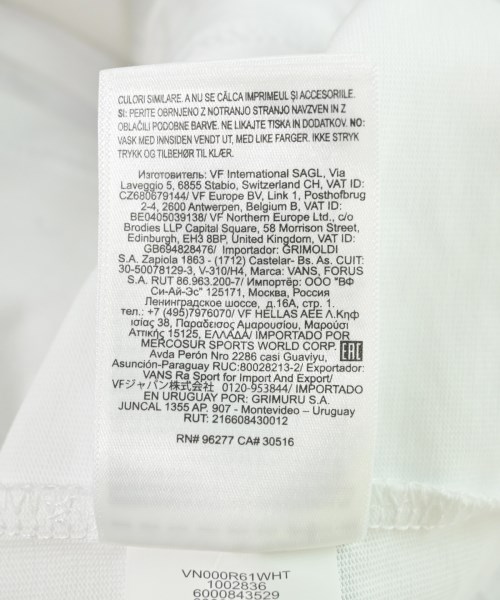 CULORI SIMILARE. A NU SE CĂLCA IMPRIMEUL ȘI ACCESORIILE.
SI: PERITE OBRNJENO Z NOTRANJO STRANJO NAVZVEN IN Z
OBLAČILI PODOBNE BARVE. NE LIKAJTE TISKA IN DODATKOV. NO:
VASK MED INNSIDEN VENDT UT, MED LIKE FARGER. IKKE STRYK
TRYKK OG TILBEHØR TIL KLÆR.
Изготовитель: VF International SAGL, Via
Laveggio 5, 6855 Stabio, Switzerland CH, VAT ID:
CZ680679144/ VF Europe BV, Link 1, Posthofbrug
2-4, 2600 Antwerpen, Belgium B, VAT ID:
BE0405039138/ VF Northern Europe Ltd., c/o
Brodies LLP Capital Square, 58 Morrison Street,
Edinburgh, EH3 8BP, United Kingdom, VAT ID:
GB694828476/ Importador: GRIMOLDI
S.A. Zapiola 1863 - (1712) Castelar- Bs. As. CUIT:
30-50078129-3, V-310/H4, Marca: VANS, FORUS
S.A. RUT 86.963.200-7/ Импортёр: ООО "ВФ
Си-Ай-Эс" 125171, Москва, Россия
Ленинградское шоссе, д.16А, стр. 1.
тел.: +7 (495)7976070/ VF HELLAS AEE Λ.Κηφ
ισίας 38, Παραδεισος Αμαρουσίου, Μαρούσι
Αττικής 15125, ΕΛΛΑΔΑ/ IMPORTADO POR
MERCOSUR SPORTS WORLD CORP. EAC
Avda Perón Nro 2286 casi Guaviyu,
Asunción-Paraguay RUC:80028213-2/ Exportador:
VANS Ra Sport for Import And Export/
VFジャパン株式会社 0120-953844/ IMPORTADO
EN URUGUAY POR: GRIMURU S.A.
JUNCAL 1355 AP. 907 - Montevideo – Uruguay
RUT: 216608430012
RN# 96277 CA# 30516
VN000R61WHT
1002836
6000843529